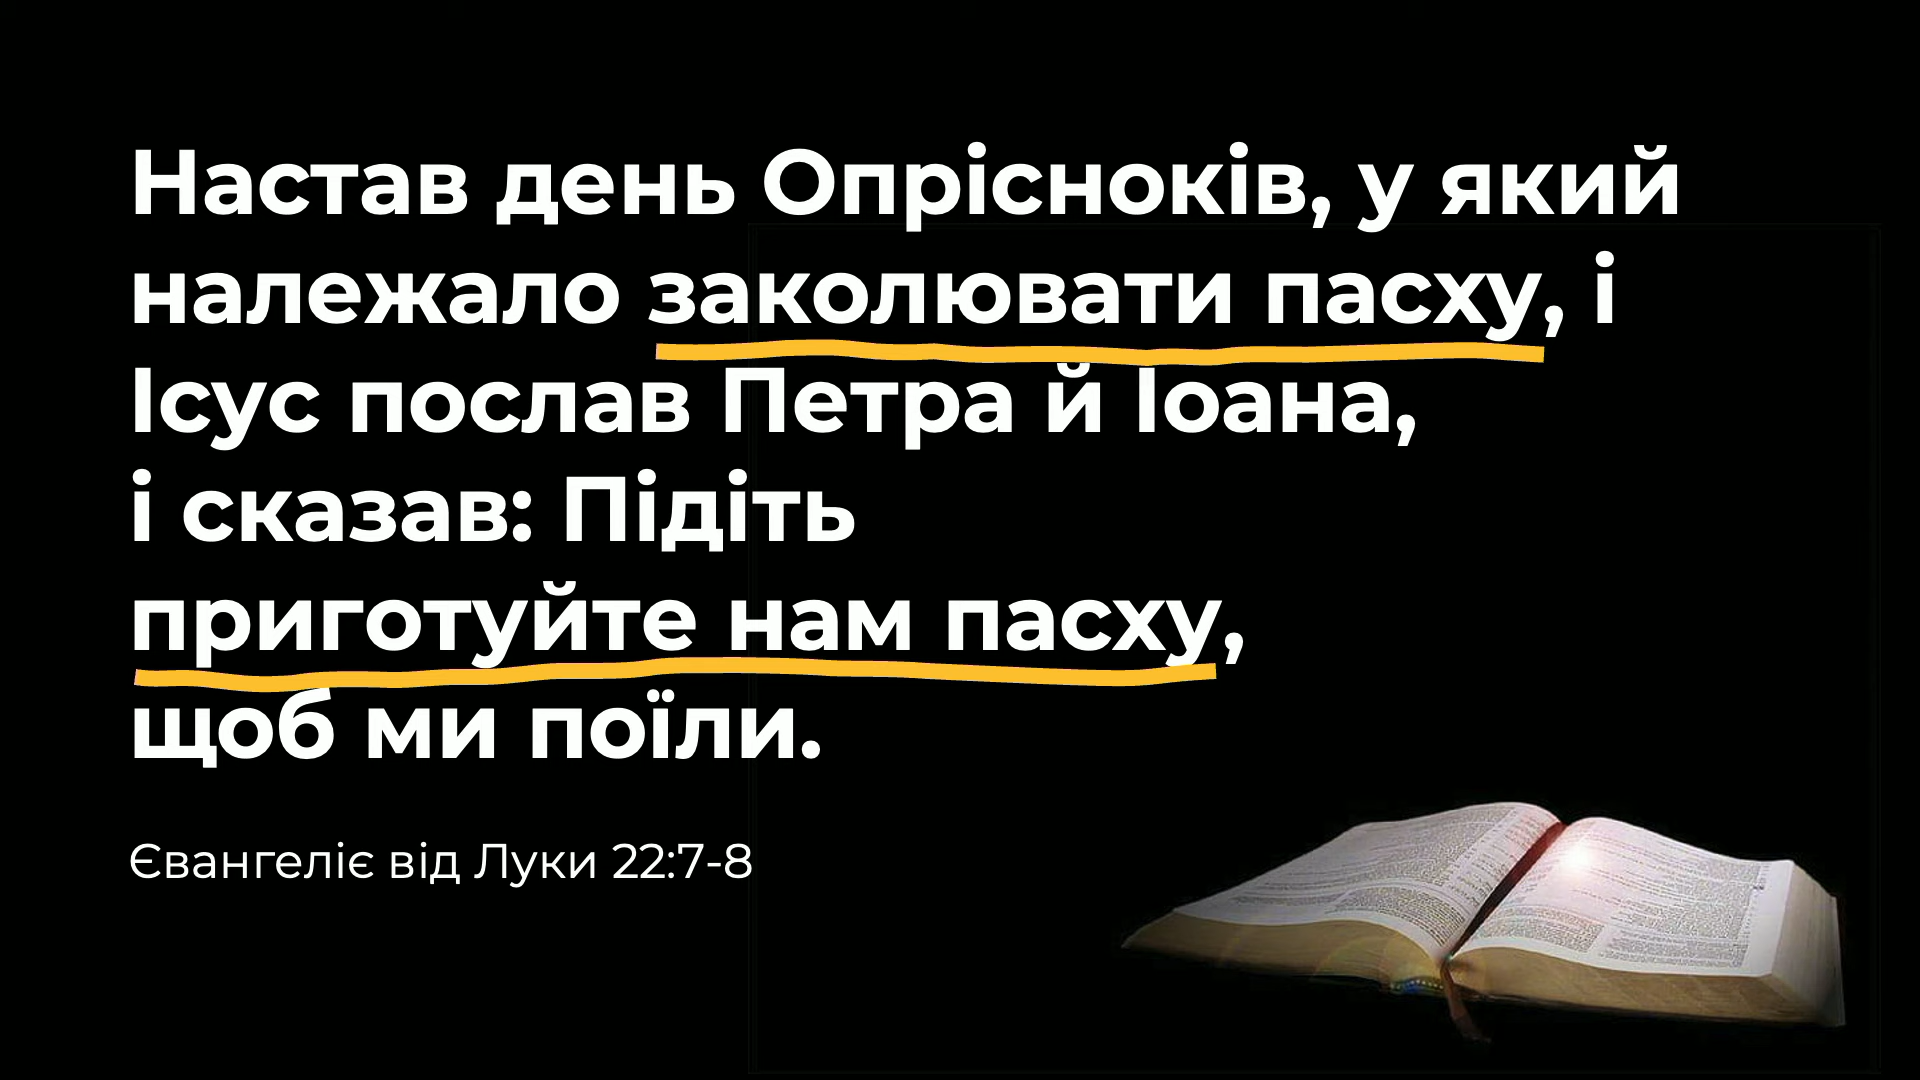 Настав день Опрісноків, у який
належало заколювати пасху, і
Ісус послав Петра й Іоана,
і сказав: Підіть
приготуйте нам пасху,
щоб ми поїли.
Євангеліє від Луки 22:7-8